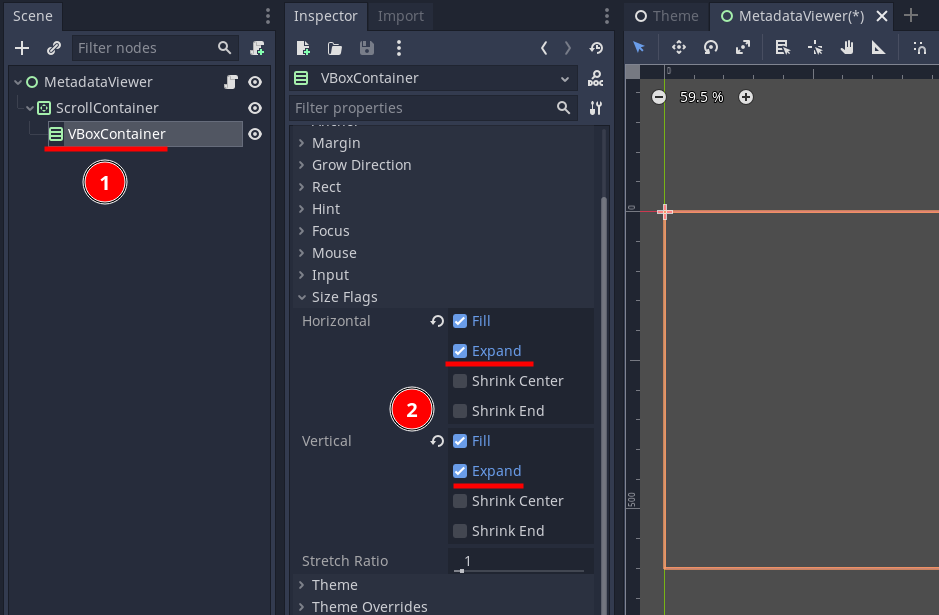 Scene
Filter nodes
MetadataViewer
ScrollContainer
VBoxContainer
1
Inspector Import
VBoxContainer
DOC
Filter properties
Margin
Grow Direction
Rect
Hint
Focus
Mouse
Input
Size Flags
Horizontal Fill
Expand
Shrink Center
2 Shrink End
Vertical Fill
Expand
Shrink Center
Shrink End
Stretch Ratio 1
Theme
Theme Overrides
Theme MetadataViewer(*)
0
59.5 %
0
500